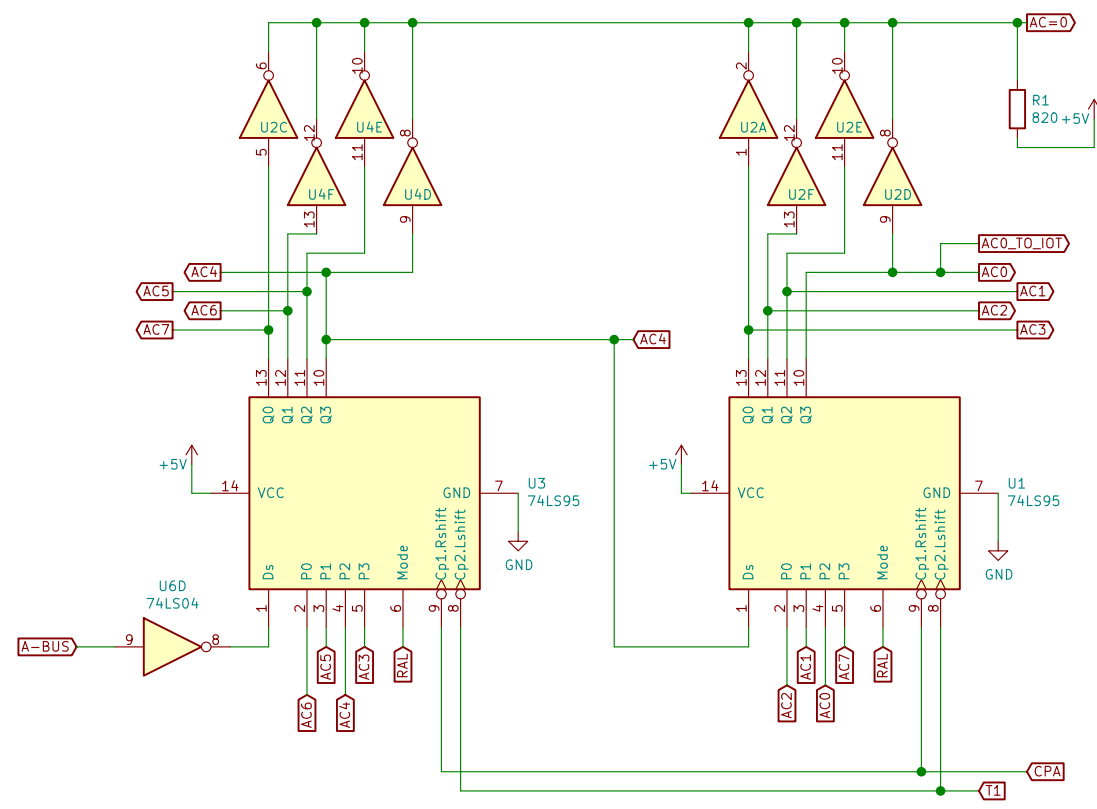 AC=0
6
10
2
10
R1
820
+5V
U2C
12
U4E
8
U2A
12
U2E
8
5
11
1
11
U4F
U4D
U2F
U2D
13
9
13
9
AC0_TO_IOT
AC4
AC0
AC5
AC1
AC6
AC2
AC7
AC3
AC4
13
12
11
10
13
12
11
10
Q0
Q1
Q2
Q3
Q0
Q1
Q2
Q3
+5V
14
VCC
GND
7
U3
74LS95
+5V
14
VCC
GND
7
U1
74LS95
GND
GND
Ds
P0
P1
P2
P3
Mode
Cp1.Rshift
Cp2.Lshift
Ds
P0
P1
P2
P3
Mode
Cp1.Rshift
Cp2.Lshift
U6D
74LS04
1
2
3
4
5
6
9
8
1
2
3
4
5
6
9
8
A-BUS
9
8
AC6
AC5
AC4
AC3
RAL
AC2
AC1
AC0
AC7
RAL
CPA
T1